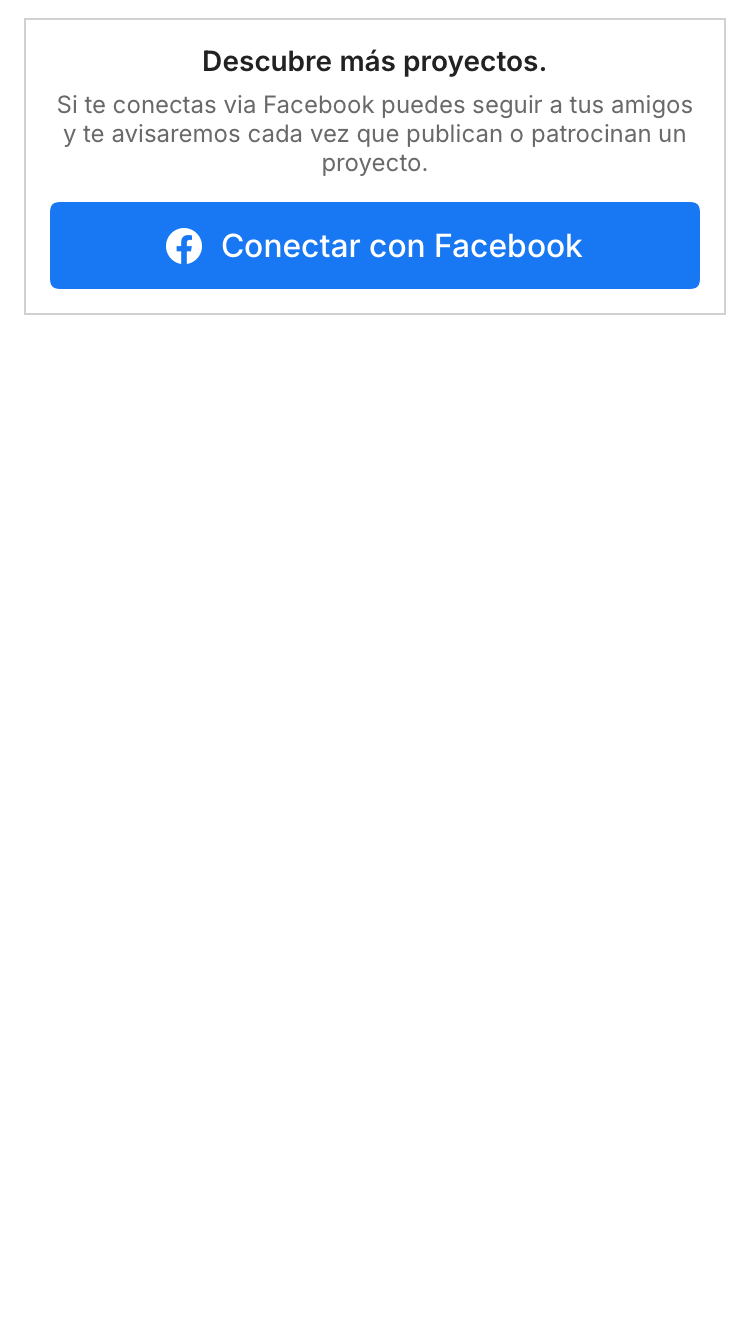 Descubre más proyectos.
Si te conectas via Facebook puedes seguir a tus amigos
y te avisaremos cada vez que publican o patrocinan un
proyecto.
Conectar con Facebook